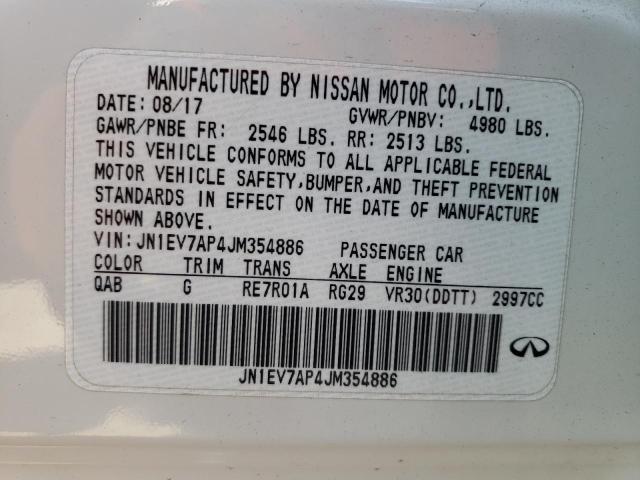 MANUFACTURED BY NISSAN MOTOR CO.,LTD.
DATE: 08/17 GVWR/PNBV: 4980 LBS.
GAWR/PNBE FR: 2546 LBS. RR: 2513 LBS.
THIS VEHICLE CONFORMS TO ALL APPLICABLE FEDERAL
MOTOR VEHICLE SAFETY,BUMPER,AND THEFT PREVENTION
STANDARDS IN EFFECT ON THE DATE OF MANUFACTURE
SHOWN ABOVE.
VIN:JN1EV7AP4JM354886 PASSENGER CAR
COLOR TRIM TRANS AXLE ENGINE
QAB G RE7R01A RG29 VR30(DDTT) 2997CC
JN1EV7AP4JM354886